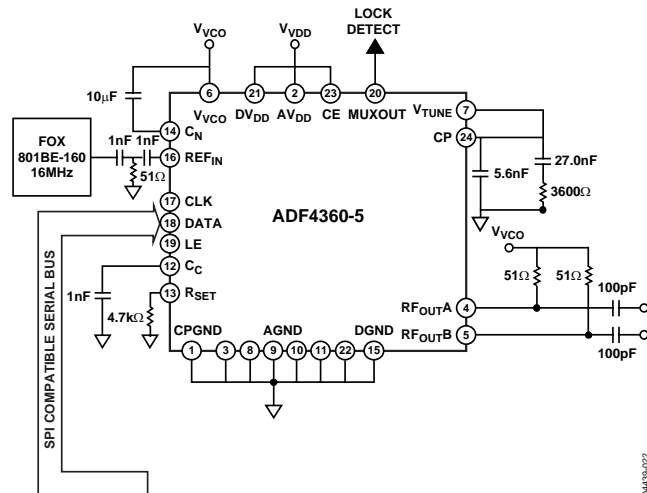 LOCK
DETECT
VVCO
VVDD
10µF
6
21
2
23
20
VVCO
DVDD
AVDD
CE
MUXOUT
VTUNE
7
CP
24
14
CN
FOX
801BE-160
16MHz
1nF
1nF
16
REFIN
51Ω
5.6nF
27.0nF
3600Ω
17
CLK
18
DATA
19
LE
ADF4360-5
12
CC
13
RSET
1nF
4.7kΩ
VVCO
51Ω
51Ω
100pF
RFOUTA
4
RFOUTB
5
100pF
CPGND
AGND
DGND
1
3
8
9
10
11
22
15
SPI COMPATIBLE SERIAL BUS
04439-022